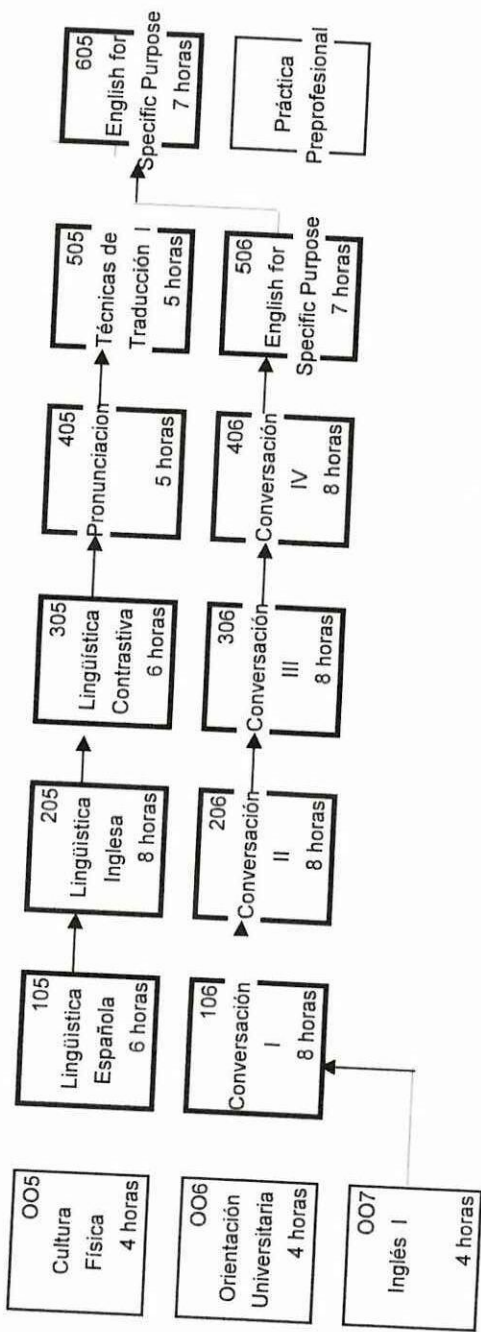 OO5
Cultura
Física
4 horas
105
Lingüistica
Española
6 horas
205
Lingüística
Inglesa
8 horas
305
Lingüística
Contrastiva
6 horas
405
Pronunciacion
5 horas
505
Técnicas de
Traducción I
5 horas
605
English for
Specific Purpose
7 horas
OO6
Orientación
Universitaria
4 horas
106
Conversación
I
8 horas
206
Conversación
II
8 horas
306
Conversación
III
8 horas
406
Conversación
IV
8 horas
506
English for
Specific Purpose
7 horas
Práctica
Preprofesional
OO7
Inglés I
4 horas